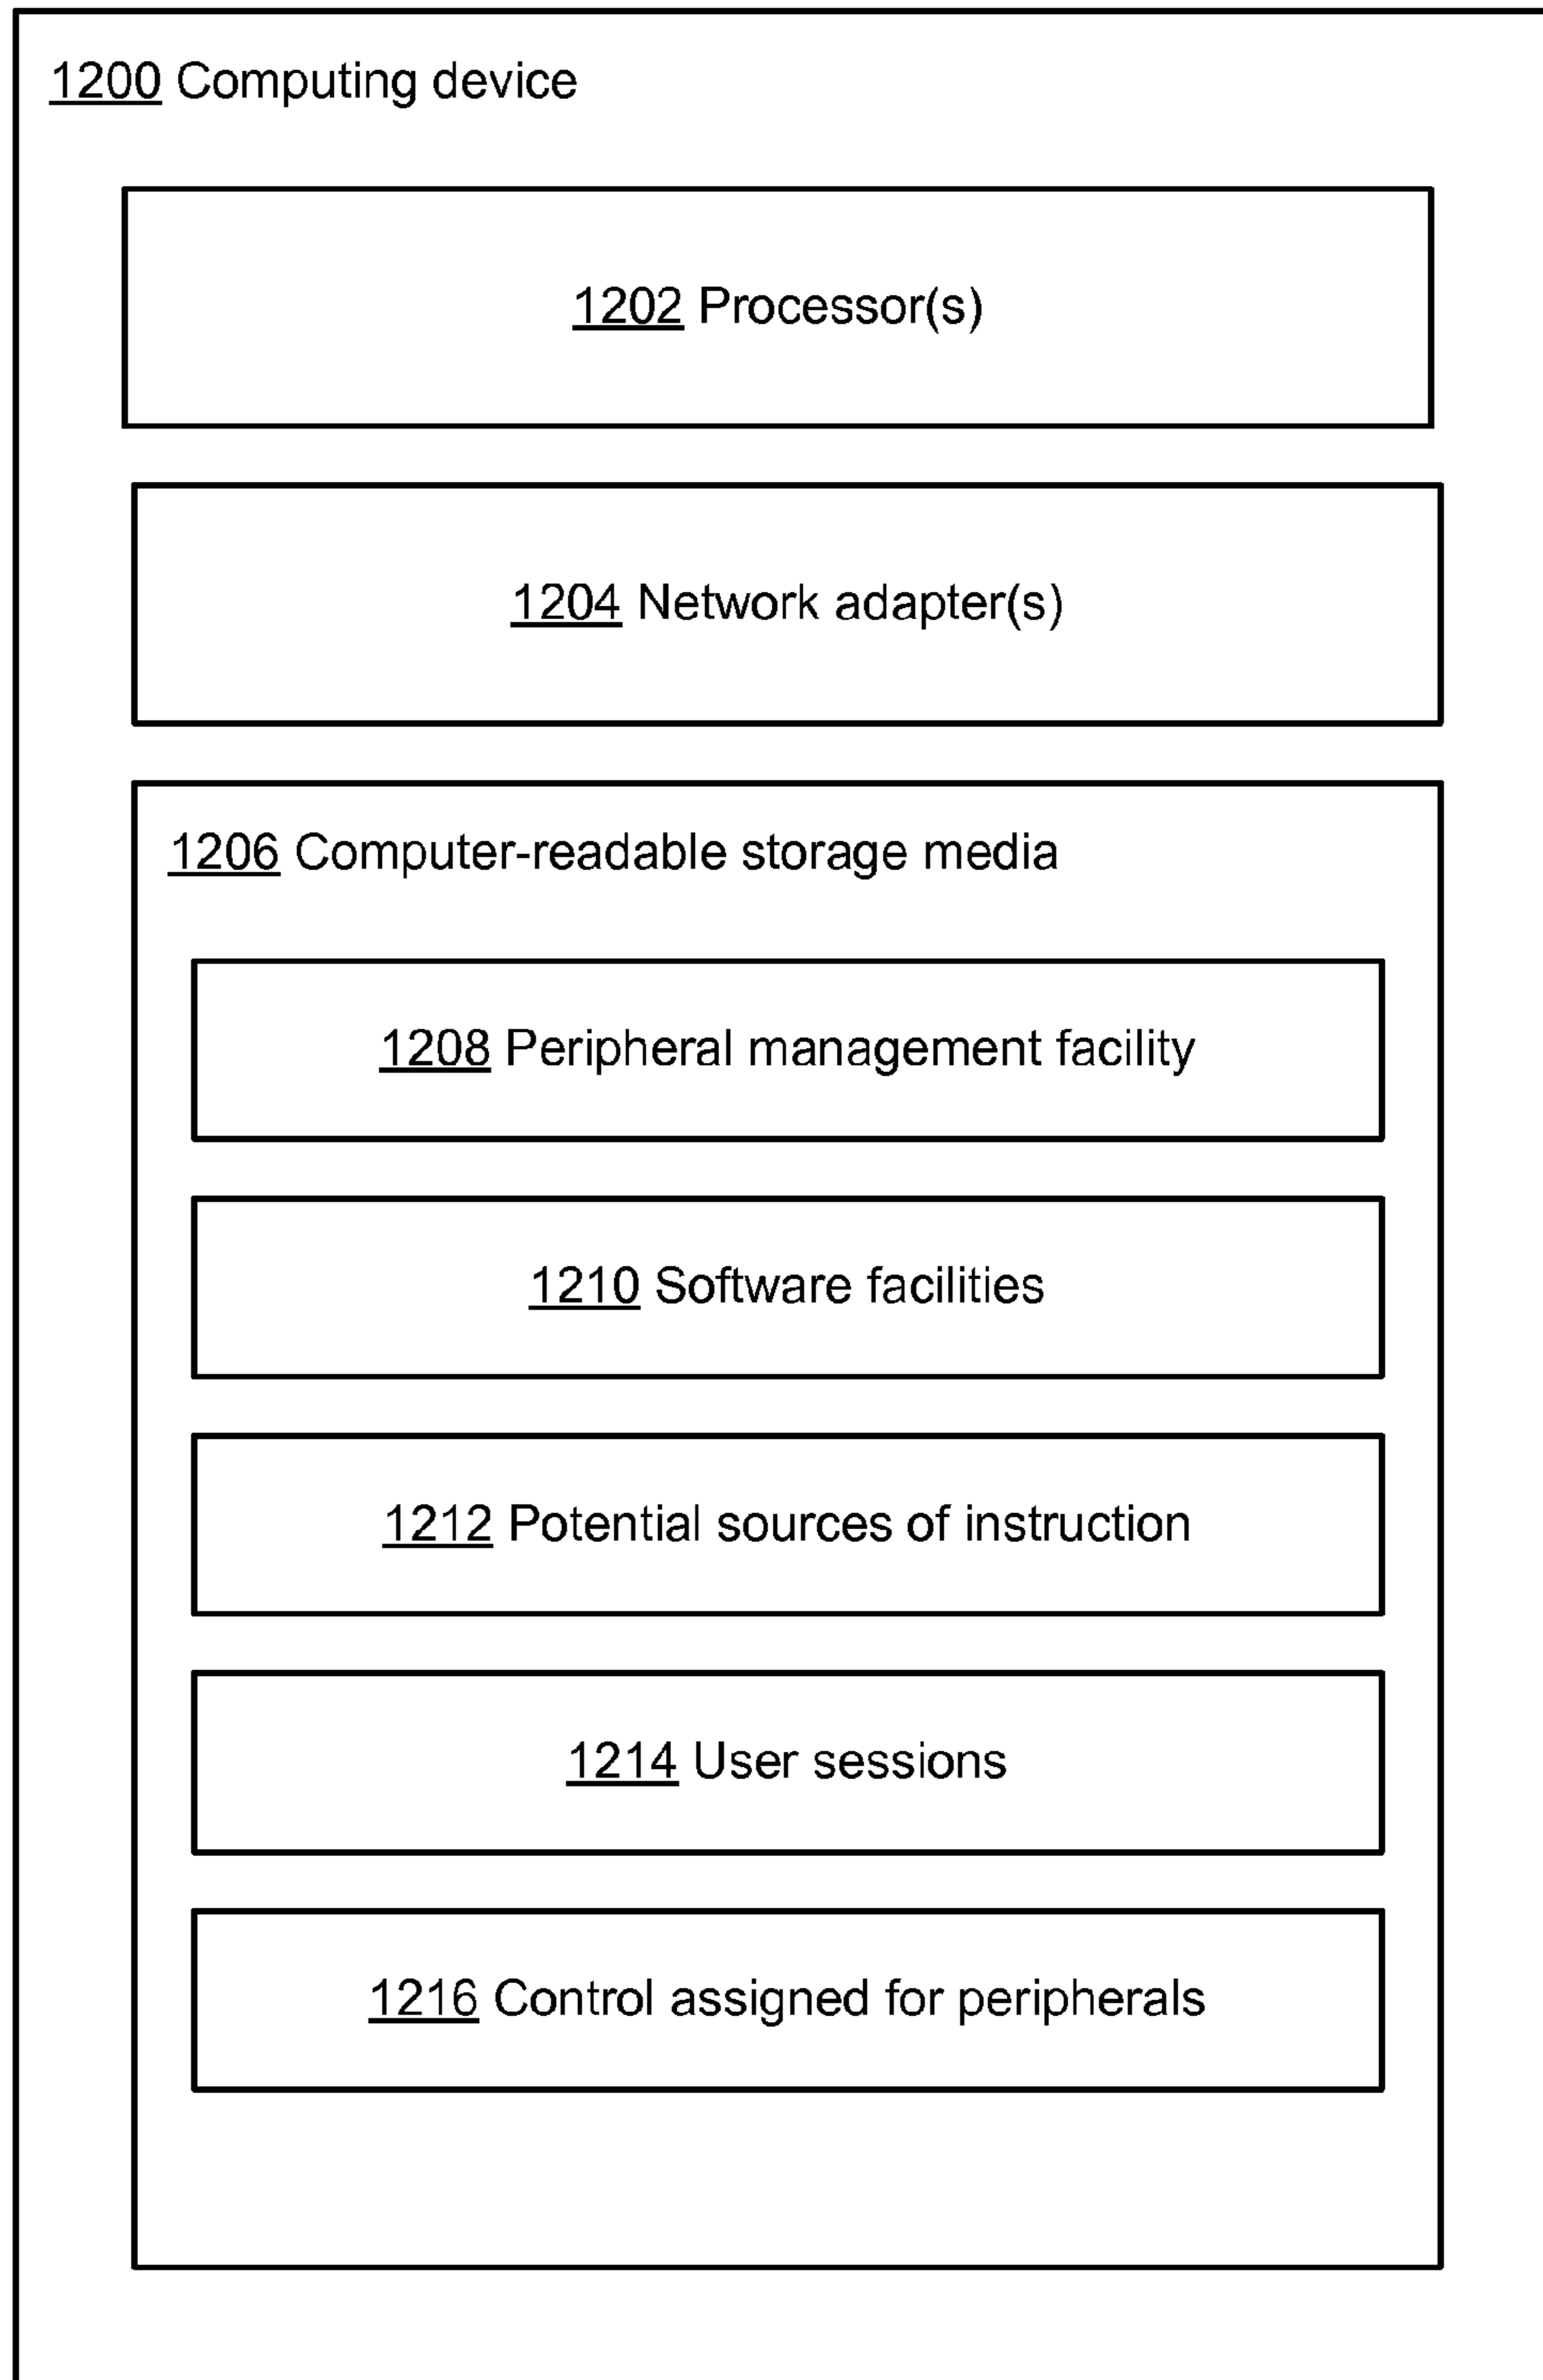 1200 Computing device
1202 Processor(s)
1204 Network adapter(s)
1206 Computer-readable storage media
1208 Peripheral management facility
1210 Software facilities
1212 Potential sources of instruction
1214 User sessions
1216 Control assigned for peripherals